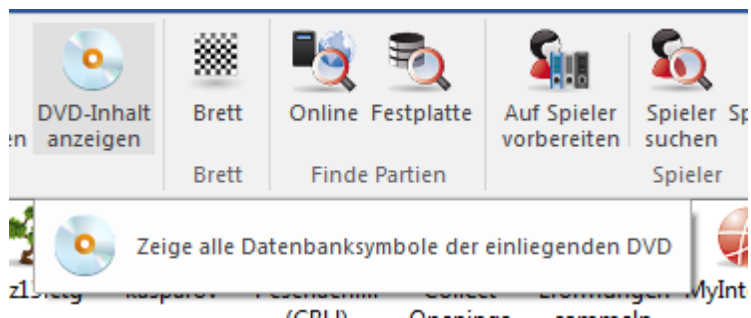 DVD-Inhalt anzeigen
Brett
Online
Festplatte
Auf Spieler vorbereiten
Spieler suchen
Brett
Finde Partien
Spieler
Zeige alle Datenbanksymbole der einliegenden DVD